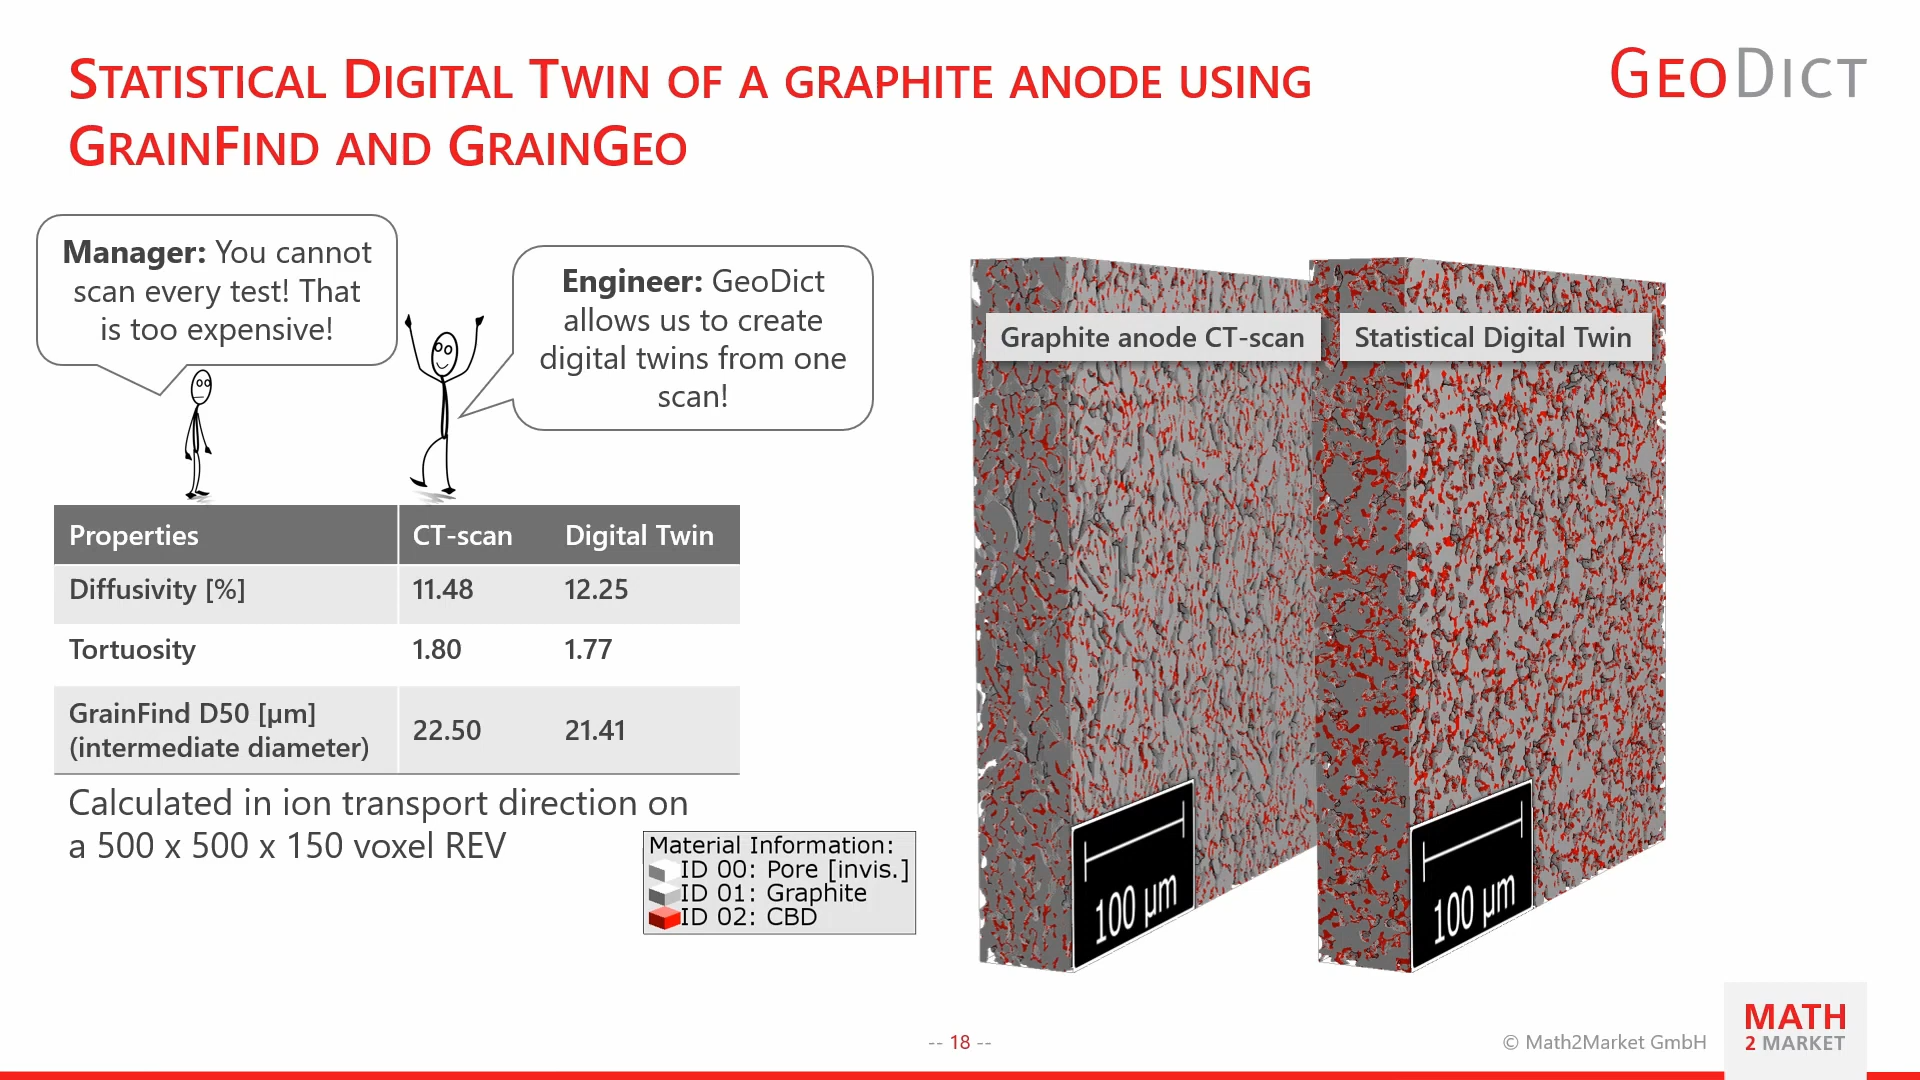 STATISTICAL DIGITAL TWIN OF A GRAPHITE ANODE USING
GRAINFIND AND GRAINGEO
GEODICT
Manager: You cannot
scan every test! That
is too expensive!
Engineer: GeoDict
allows us to create
digital twins from one
scan!
Properties CT-scan Digital Twin
Diffusivity [%] 11.48 12.25
Tortuosity 1.80 1.77
GrainFind D50 [µm]
(intermediate diameter) 22.50 21.41
Calculated in ion transport direction on
a 500 x 500 x 150 voxel REV
Material Information:
ID 00: Pore [invis.]
ID 01: Graphite
ID 02: CBD
Graphite anode CT-scan
Statistical Digital Twin
100 µm
100 µm
-- 18 --
© Math2Market GmbH
MATH
2 MARKET